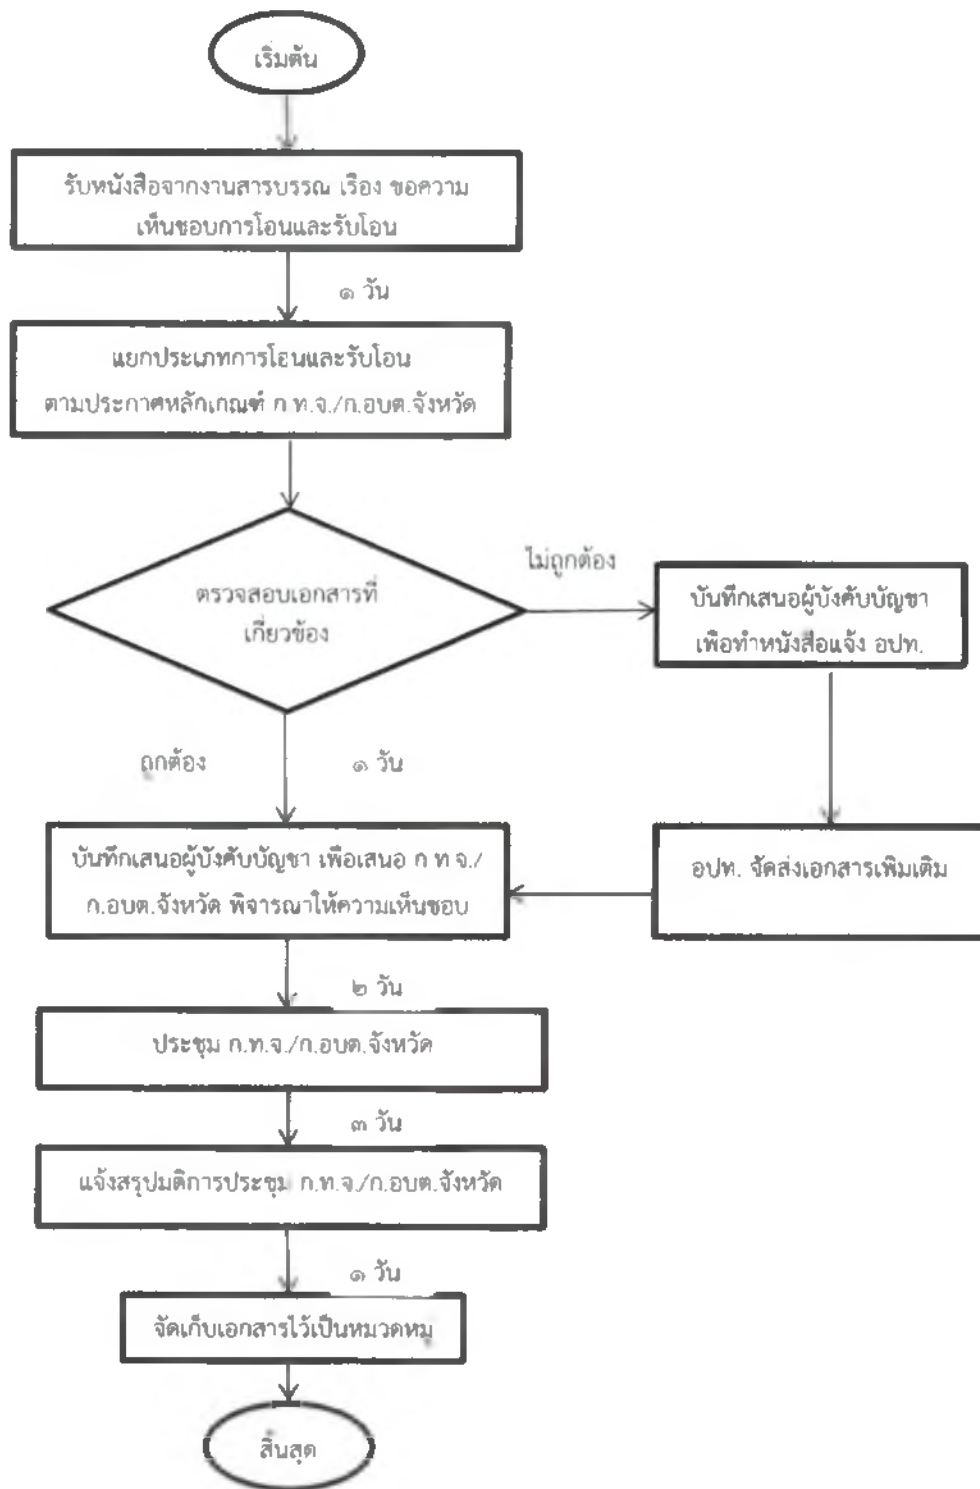 เริ่มต้น
รับหนังสือจากงานสารบรรณ เรื่อง ขอความ
เห็นชอบการโอนและรับโอน
๑ วัน
แยกประเภทการโอนและรับโอน
ตามประกาศหลักเกณฑ์ ก.ท.จ./ก.อบต.จังหวัด
ตรวจสอบเอกสารที่
เกี่ยวข้อง
ไม่ถูกต้อง
บันทึกเสนอผู้บังคับบัญชา
เพื่อทำหนังสือแจ้ง อปท.
ถูกต้อง
๑ วัน
บันทึกเสนอผู้บังคับบัญชา เพื่อเสนอ ก.ท.จ./
ก.อบต.จังหวัด พิจารณาให้ความเห็นชอบ
อปท. จัดส่งเอกสารเพิ่มเติม
๒ วัน
ประชุม ก.ท.จ./ก.อบต.จังหวัด
๓ วัน
แจ้งสรุปมติการประชุม ก.ท.จ./ก.อบต.จังหวัด
๑ วัน
จัดเก็บเอกสารไว้เป็นหมวดหมู่
สิ้นสุด